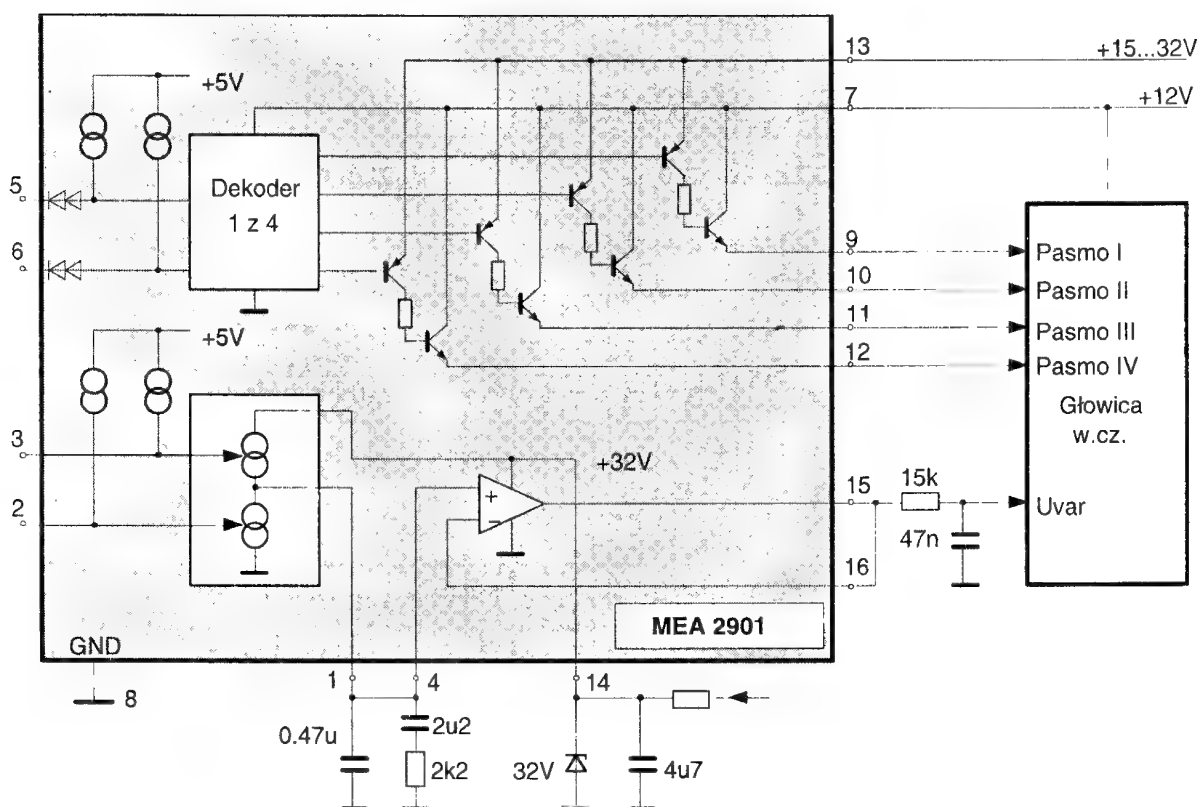 13
+15...32V
+5V
7
+12V
5
Dekoder
1 z 4
6
9
Pasmo I
10
Pasmo II
11
Pasmo III
12
Pasmo IV
+5V
Głowica
w.cz.
3
+32V
15
15k
+
−
Uvar
2
47n
16
MEA 2901
GND
8
1
4
14
0.47u
2u2
2k2
32V
4u7